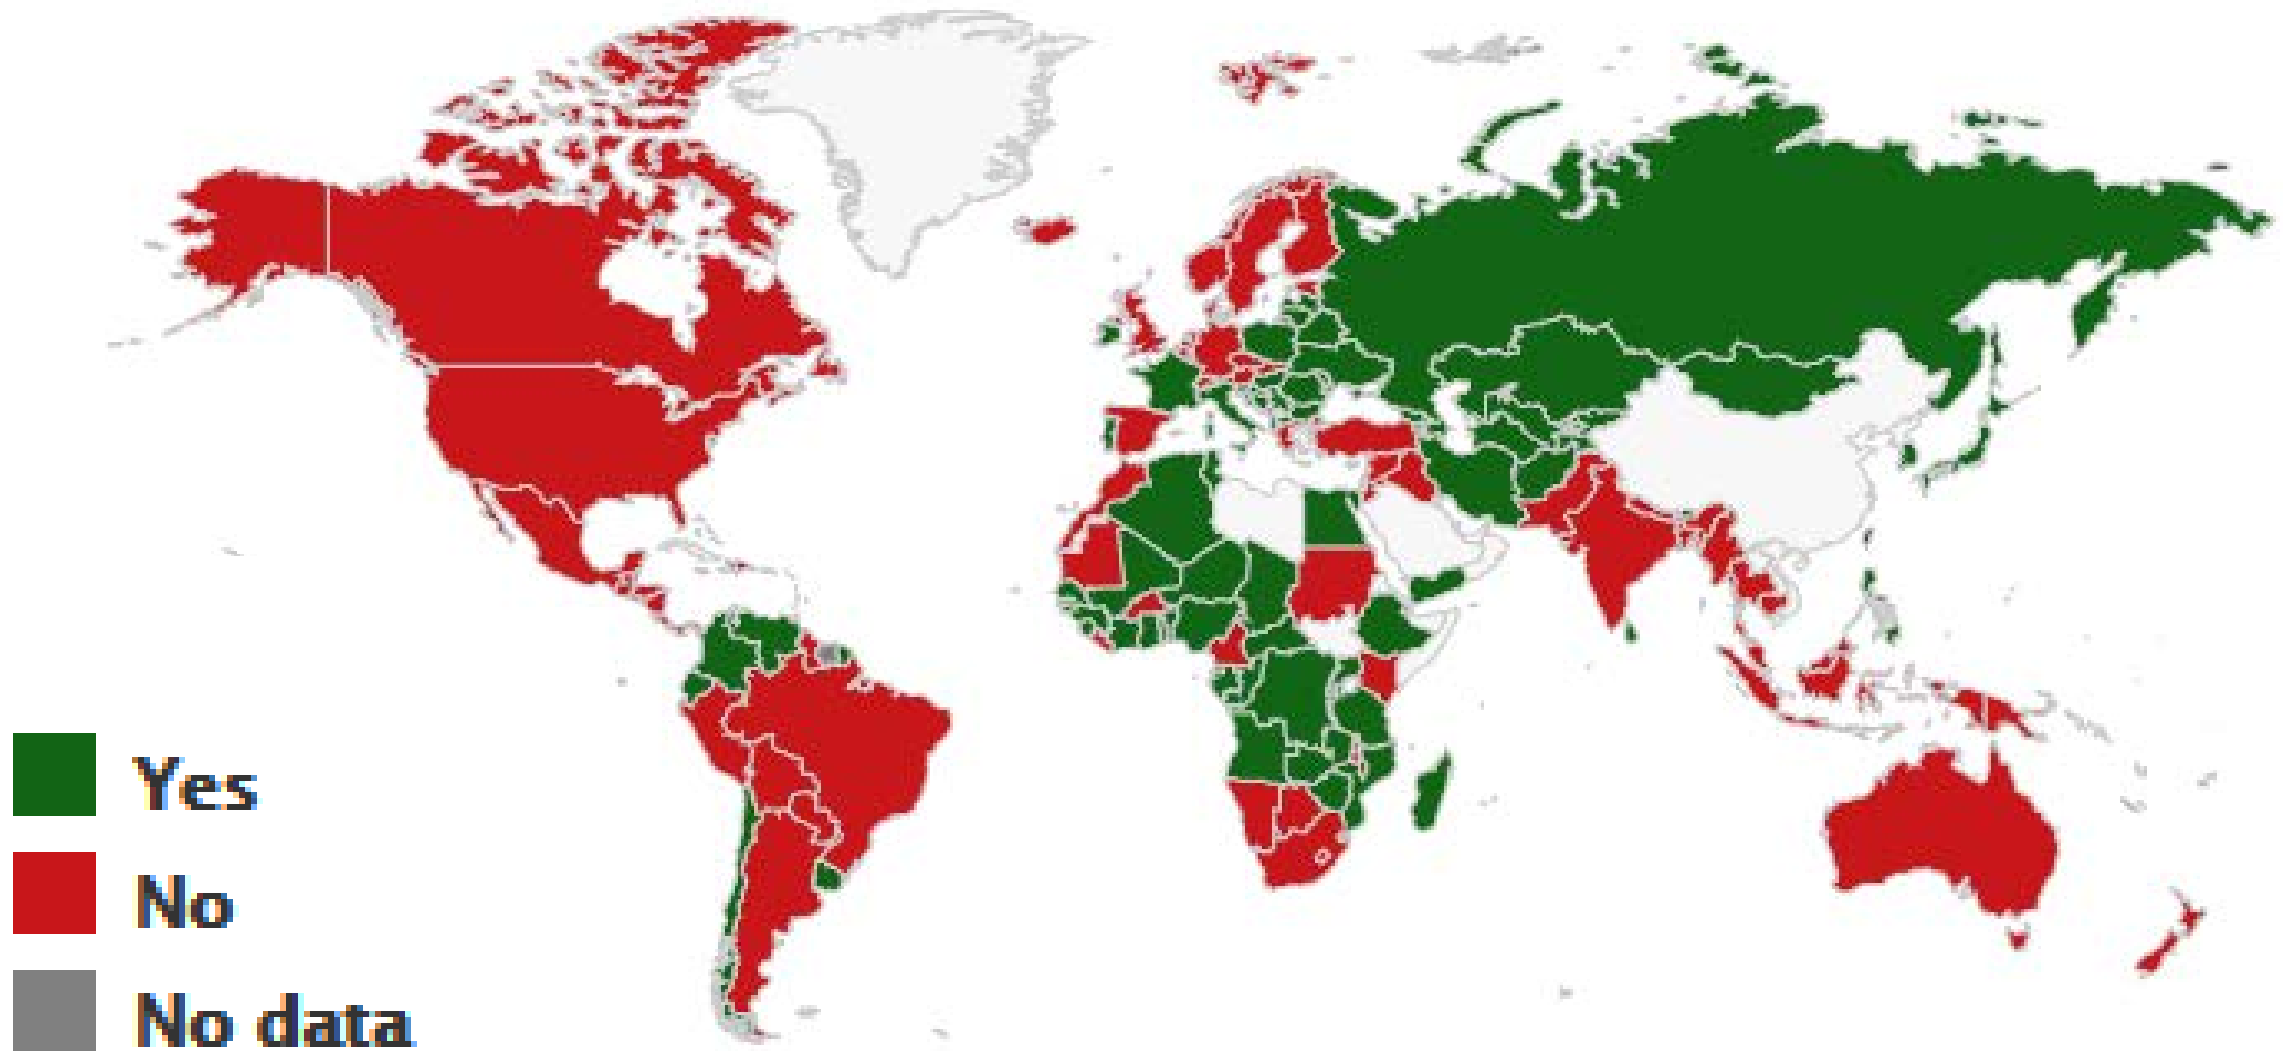 Yes
No
No data